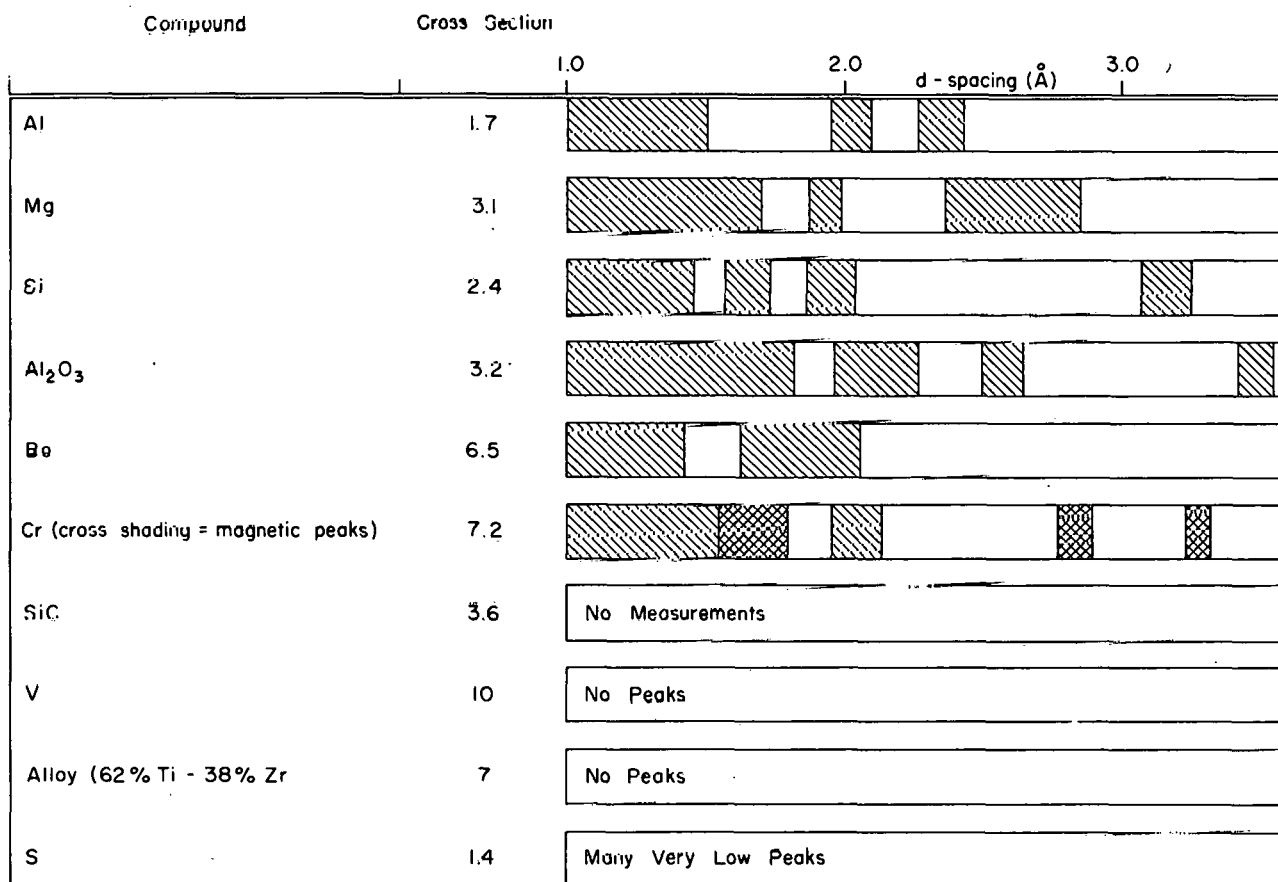 Compound Cross Section
1.0 2.0 3.0
d-spacing (Å)
Al 1.7
Mg 3.1
Si 2.4
Al₂O₃ 3.2
Be 6.5
Cr (cross shading = magnetic peaks) 7.2
SiC 3.6 No Measurements
V 10 No Peaks
Alloy (62% Ti - 38% Zr 7 No Peaks
S 1.4 Many Very Low Peaks